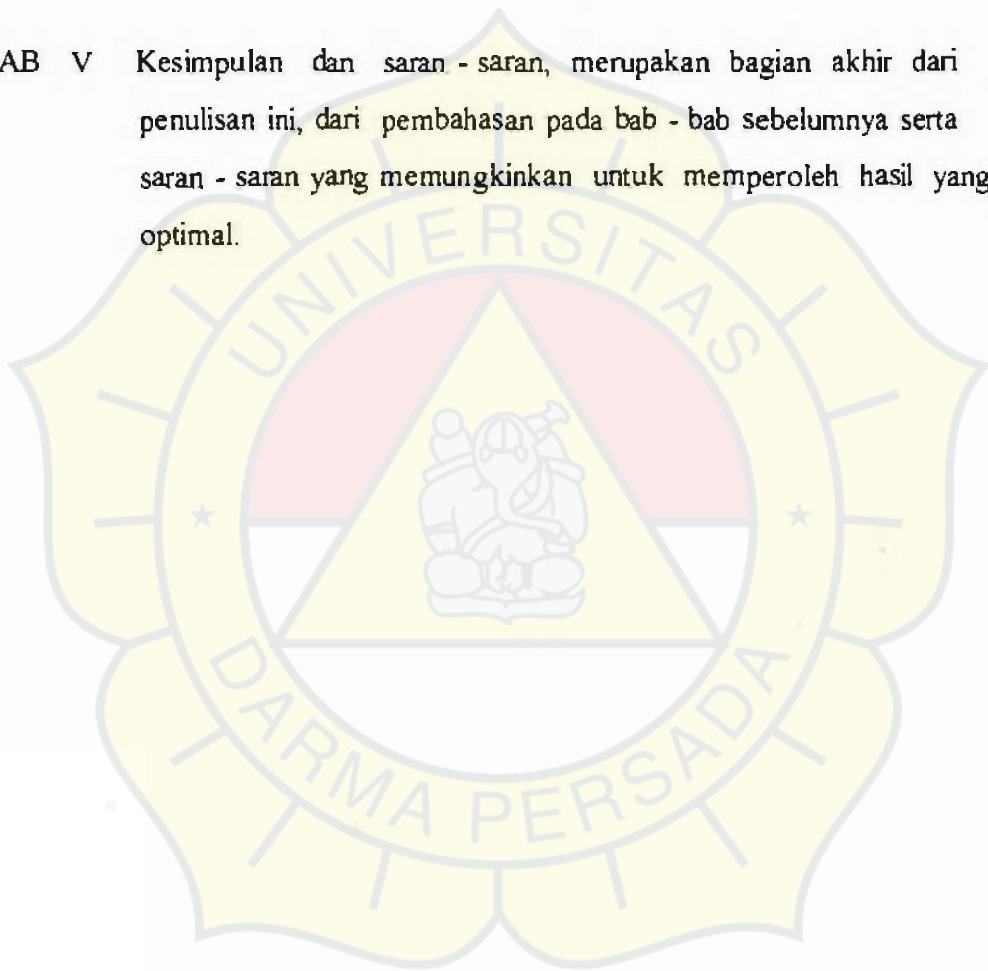 AB V Kesimpulan dan saran - saran, merupakan bagian akhir dari
penulisan ini, dari pembahasan pada bab - bab sebelumnya serta
saran - saran yang memungkinkan untuk memperoleh hasil yang
optimal.
UNIVERSITAS
DARMA PERSADA